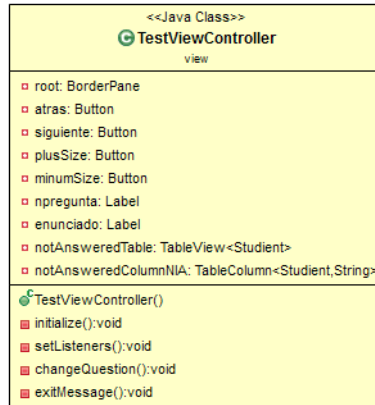 <<Java Class>>
TestViewController
view
root: BorderPane
atras: Button
siguiente: Button
plusSize: Button
minumSize: Button
npregunta: Label
enunciado: Label
notAnsweredTable: TableView<Studient>
notAnsweredColumnNIA: TableColumn<Studient,String>
TestViewController()
initialize():void
setListeners():void
changeQuestion():void
exitMessage():void